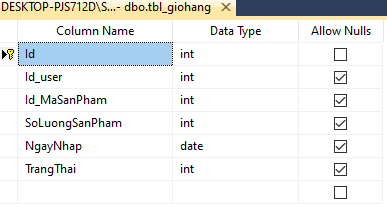 DESKTOP-PJS712D\S...- dbo.tbl_giohang
Column Name Data Type Allow Nulls
Id int
Id_user int
Id_MaSanPham int
SoLuongSanPham int
NgayNhap date
TrangThai int